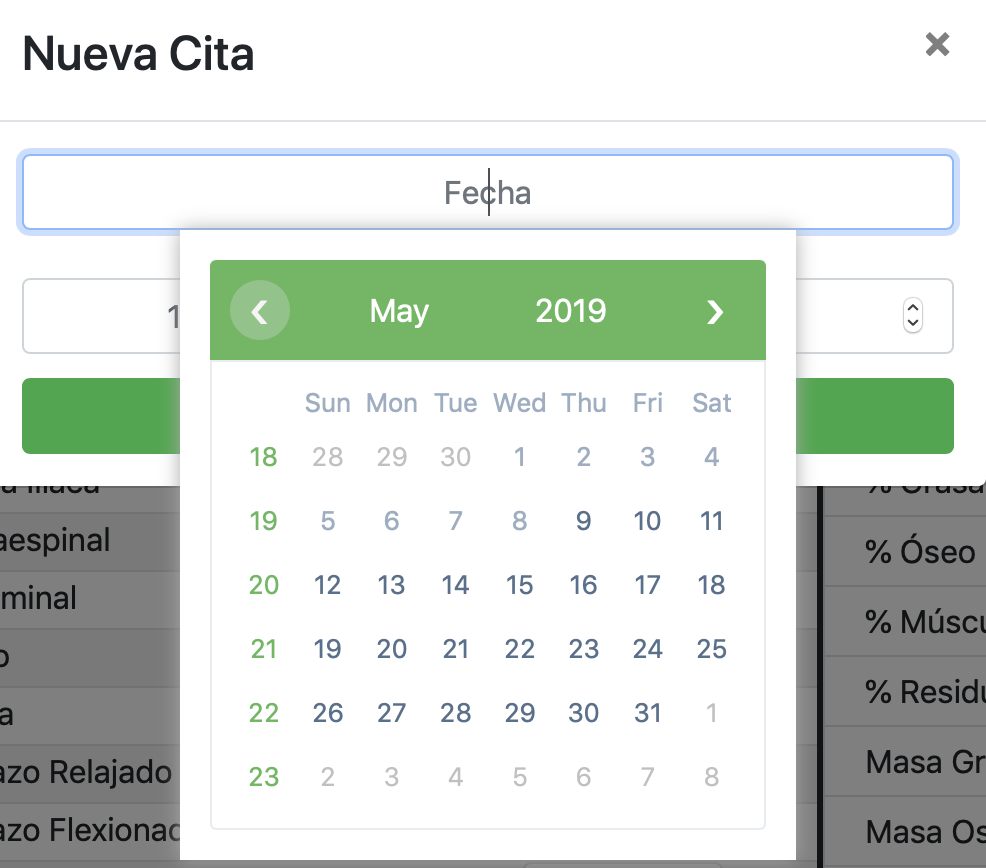 Nueva Cita
×
Fecha
1
‹ May 2019 ›
Sun Mon Tue Wed Thu Fri Sat
18 28 29 30 1 2 3 4
19 5 6 7 8 9 10 11
20 12 13 14 15 16 17 18
21 19 20 21 22 23 24 25
22 26 27 28 29 30 31 1
23 2 3 4 5 6 7 8
aespinal
minal
o
a
azo Relajado
azo Flexionad
% Grasa
% Óseo
% Múscu
% Residu
Masa Gr
Masa Os